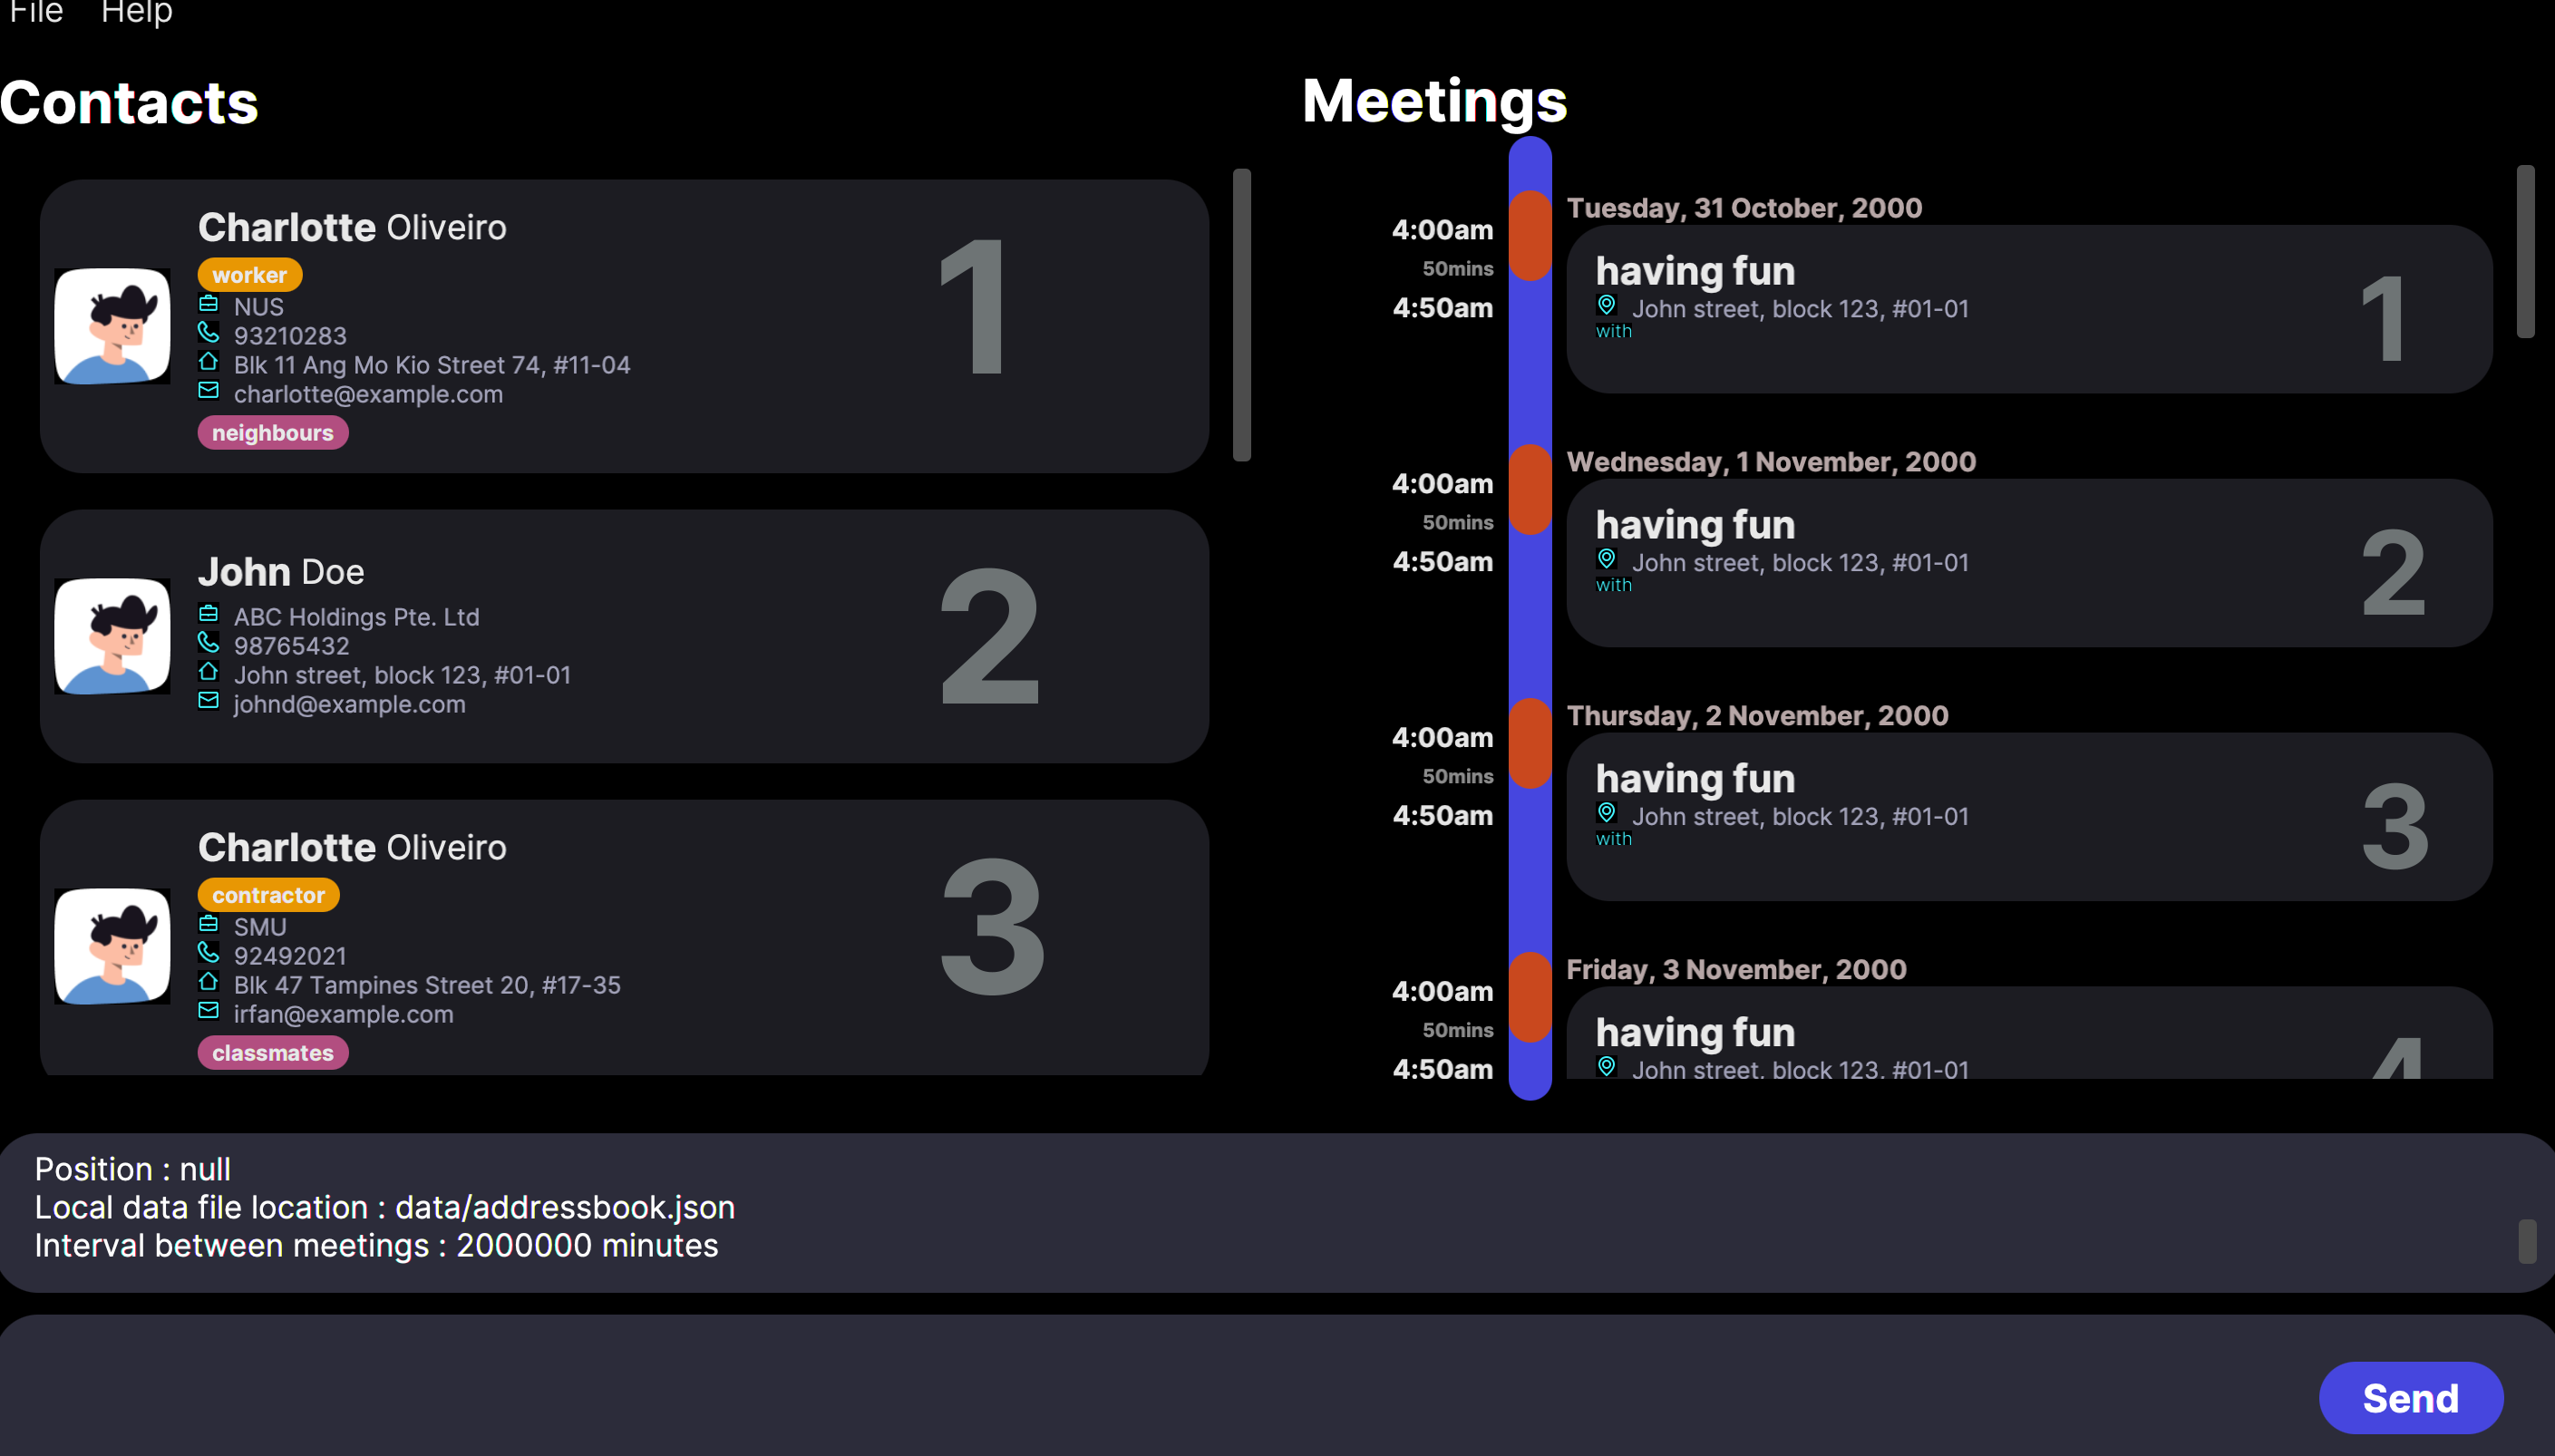 File Help
Contacts
Charlotte Oliveiro
worker
NUS
93210283
Blk 11 Ang Mo Kio Street 74, #11-04
charlotte@example.com
neighbours
1
John Doe
ABC Holdings Pte. Ltd
98765432
John street, block 123, #01-01
johnd@example.com
2
Charlotte Oliveiro
contractor
SMU
92492021
Blk 47 Tampines Street 20, #17-35
irfan@example.com
classmates
3
Meetings
Tuesday, 31 October, 2000
4:00am
50mins
4:50am
having fun
John street, block 123, #01-01
with
1
Wednesday, 1 November, 2000
4:00am
50mins
4:50am
having fun
John street, block 123, #01-01
with
2
Thursday, 2 November, 2000
4:00am
50mins
4:50am
having fun
John street, block 123, #01-01
with
3
Friday, 3 November, 2000
4:00am
50mins
4:50am
having fun
John street, block 123, #01-01
4
Position : null
Local data file location : data/addressbook.json
Interval between meetings : 2000000 minutes
Send